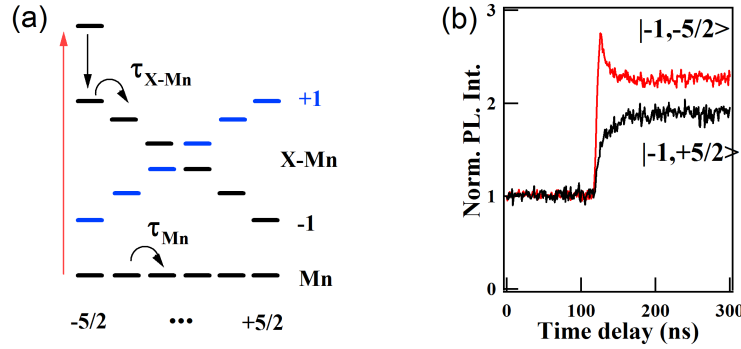 (a)
τX-Mn
+1
X-Mn
-1
τMn
Mn
-5/2 ••• +5/2
(b)
3
2
1
0
Norm. PL. Int.
|-1,-5/2>
|-1,+5/2>
0 100 200 300
Time delay (ns)